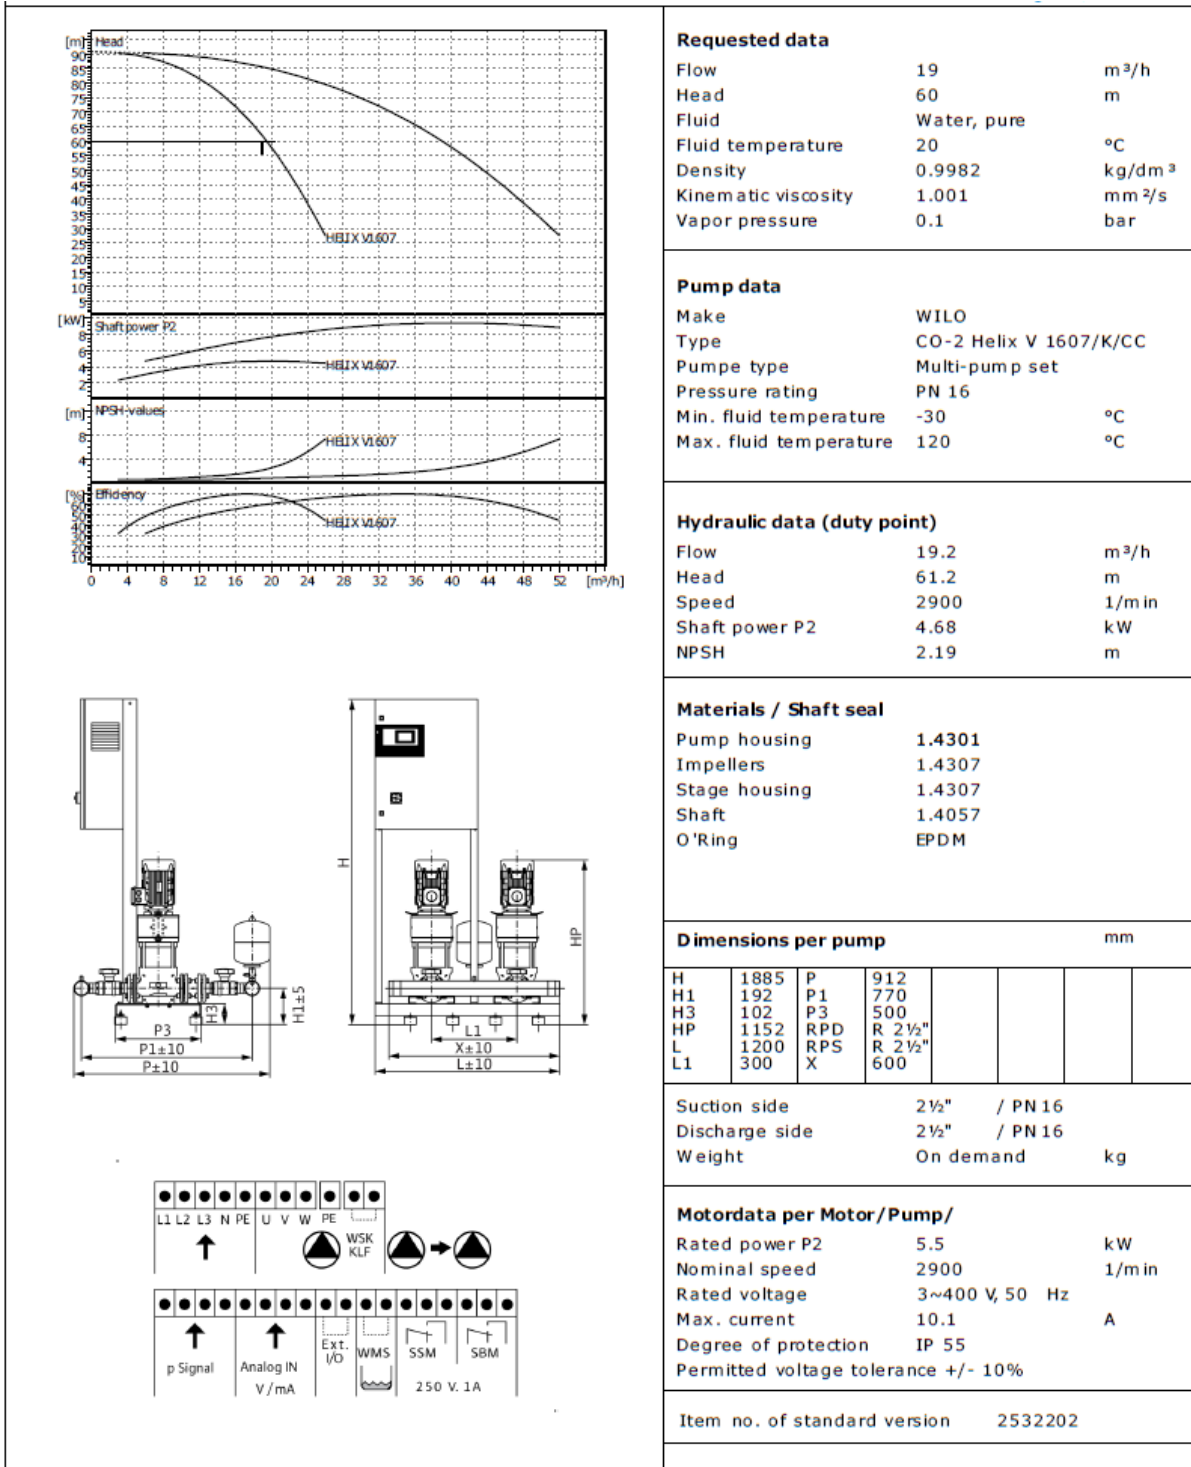 [m] Head
90
85
80
75
70
65
60
55
50
45
40
35
30
25
20
15
10
5
HELIX V1607
[kW] Shaft power P2
8
6
4
2
HELIX V1607
[m] NPSH-values
8
4
HELIX V1607
[%] Efficiency
60
50
40
30
20
10
HELIX V1607
0 4 8 12 16 20 24 28 32 36 40 44 48 52 [m³/h]
H
HP
H1±5
H3
P3
P1±10
P±10
L1
X±10
L±10
L1 L2 L3 N PE U V W PE
WSK
KLF
p Signal
Analog IN
V/mA
Ext.
I/O
WMS
SSM
SBM
250 V. 1A
Requested data
Flow 19 m³/h
Head 60 m
Fluid Water, pure
Fluid temperature 20 °C
Density 0.9982 kg/dm³
Kinematic viscosity 1.001 mm²/s
Vapor pressure 0.1 bar
Pump data
Make WILO
Type CO-2 Helix V 1607/K/CC
Pumpe type Multi-pump set
Pressure rating PN 16
Min. fluid temperature -30 °C
Max. fluid temperature 120 °C
Hydraulic data (duty point)
Flow 19.2 m³/h
Head 61.2 m
Speed 2900 1/min
Shaft power P2 4.68 kW
NPSH 2.19 m
Materials / Shaft seal
Pump housing 1.4301
Impellers 1.4307
Stage housing 1.4307
Shaft 1.4057
O'Ring EPDM
Dimensions per pump mm
H 1885 P 912
H1 192 P1 770
H3 102 P3 500
HP 1152 RPD R 2½"
L 1200 RPS R 2½"
L1 300 X 600
Suction side 2½" / PN 16
Discharge side 2½" / PN 16
Weight On demand kg
Motordata per Motor/Pump/
Rated power P2 5.5 kW
Nominal speed 2900 1/min
Rated voltage 3~400 V, 50 Hz
Max. current 10.1 A
Degree of protection IP 55
Permitted voltage tolerance +/- 10%
Item no. of standard version 2532202